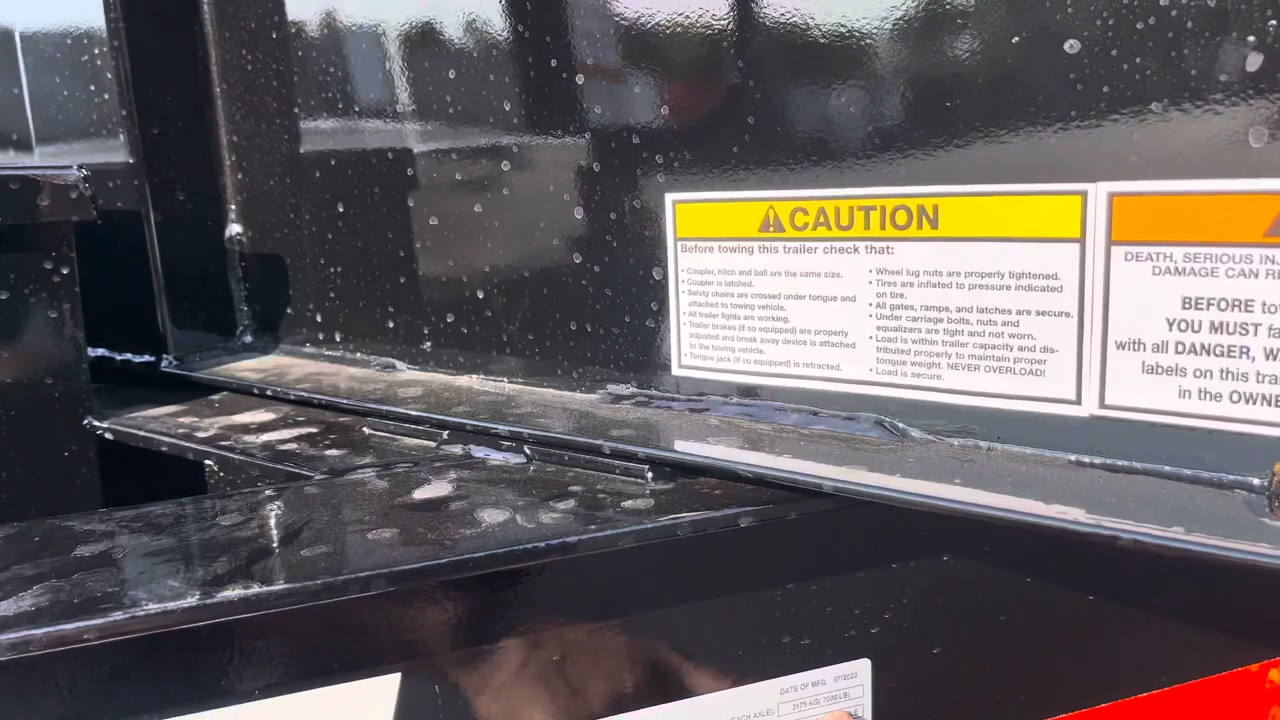 CAUTION
Before towing this trailer check that:
• Coupler, hitch and ball are the same size.
• Coupler is latched.
• Safety chains are crossed under tongue and
attached to towing vehicle.
• All trailer lights are working.
• Trailer brakes (if so equipped) are properly
adjusted and break away device is attached
to the towing vehicle.
• Tongue jack (if so equipped) is retracted.
• Wheel lug nuts are properly tightened.
• Tires are inflated to pressure indicated
on tire.
• All gates, ramps, and latches are secure.
• Under carriage bolts, nuts and
equalizers are tight and not worn.
• Load is within trailer capacity and dis-
tributed properly to maintain proper
tongue weight. NEVER OVERLOAD!
• Load is secure.
DEATH, SERIOUS
DAMAGE CAN
BEFORE
YOU MUST
with all DANGER,
labels on this
in the
DATE OF MFG. 07/2023
EACH AXLE). 3175 KG( 7000 LB)